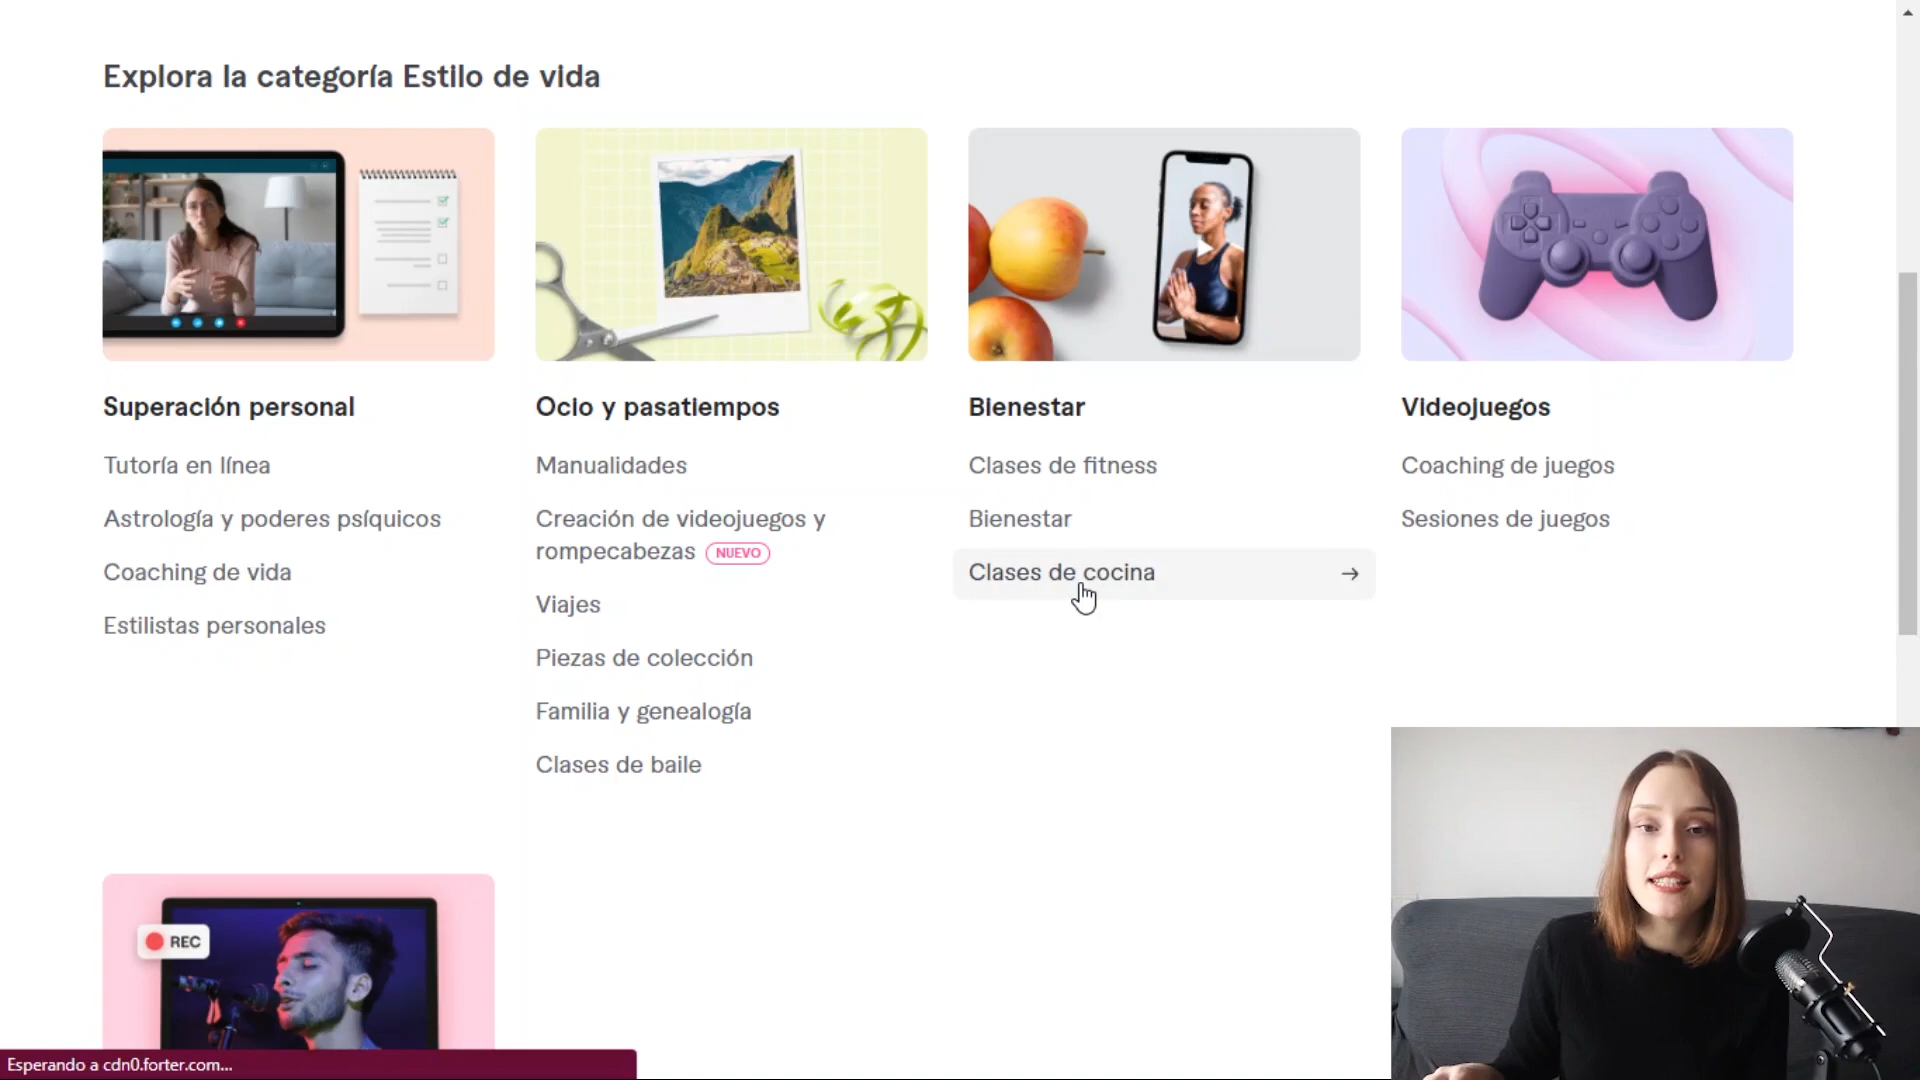 Explora la categoría Estilo de vida
Superación personal
Tutoría en línea
Astrología y poderes psíquicos
Coaching de vida
Estilistas personales
Ocio y pasatiempos
Manualidades
Creación de videojuegos y
rompecabezas NUEVO
Viajes
Piezas de colección
Familia y genealogía
Clases de baile
Bienestar
Clases de fitness
Bienestar
Clases de cocina
Videojuegos
Coaching de juegos
Sesiones de juegos
REC
Esperando a cdn0.forter.com...